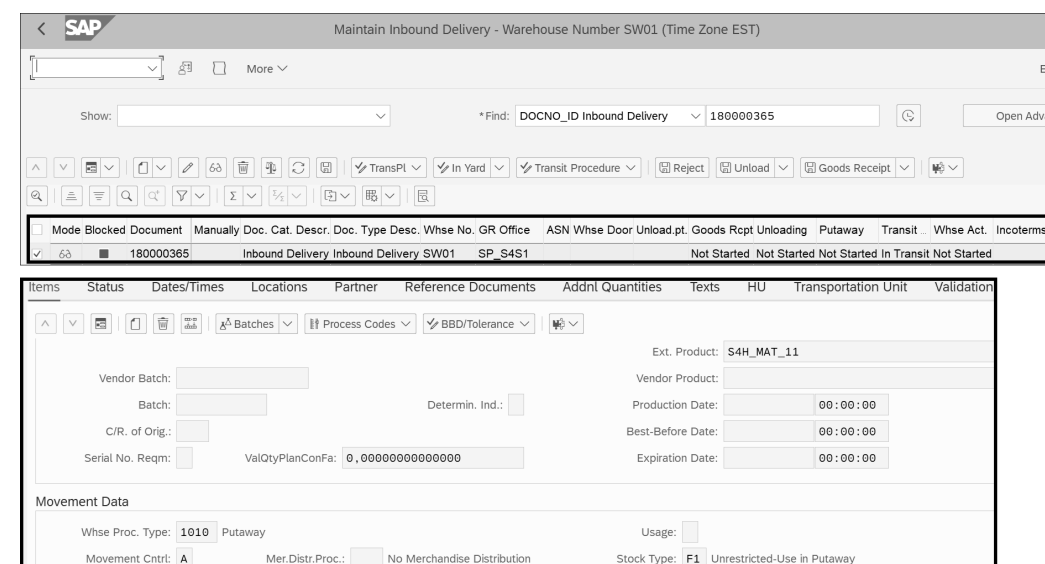 SAP Maintain Inbound Delivery - Warehouse Number SW01 (Time Zone EST)
More
Show: *Find: DOCNO_ID Inbound Delivery 180000365 Open Adv
TransPl In Yard Transit Procedure Reject Unload Goods Receipt
Mode Blocked Document Manually Doc. Cat. Descr. Doc. Type Desc. Whse No. GR Office ASN Whse Door Unload.pt. Goods Rcpt Unloading Putaway Transit ... Whse Act. Incoterms
180000365 Inbound Delivery Inbound Delivery SW01 SP_S4S1 Not Started Not Started Not Started In Transit Not Started
Items Status Dates/Times Locations Partner Reference Documents Addnl Quantities Texts HU Transportation Unit Validation
Batches Process Codes BBD/Tolerance
Ext. Product: S4H_MAT_11
Vendor Batch: Vendor Product:
Batch: Determin. Ind.: Production Date: 00:00:00
C/R. of Orig.: Best-Before Date: 00:00:00
Serial No. Reqm: ValQtyPlanConFa: 0,00000000000000 Expiration Date: 00:00:00
Movement Data
Whse Proc. Type: 1010 Putaway Usage:
Movement Cntrl: A Mer.Distr.Proc.: No Merchandise Distribution Stock Type: F1 Unrestricted-Use in Putaway